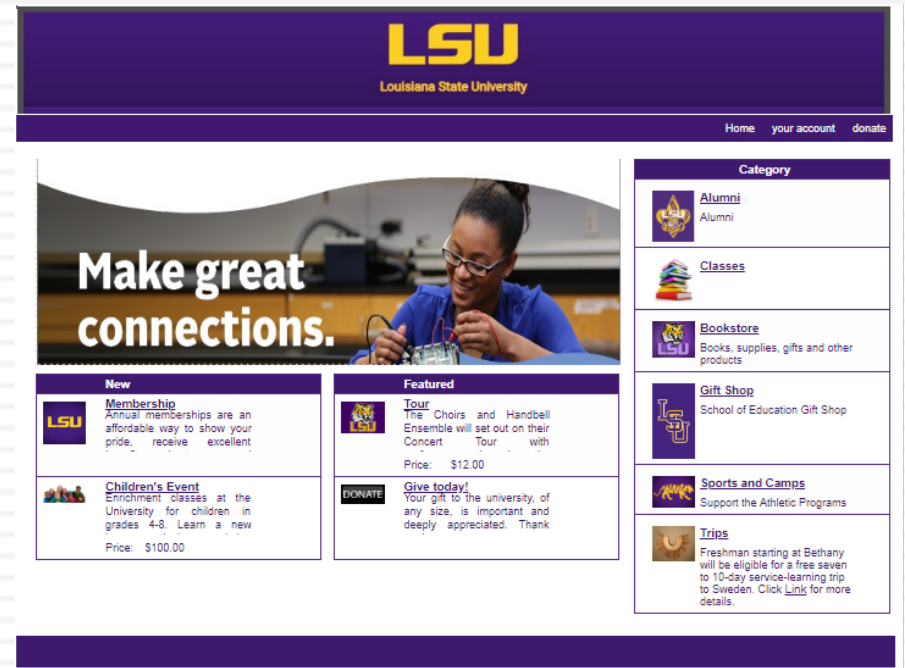 LSU
Louisiana State University
Home your account donate
Make great
connections.
New
LSU
Membership
Annual memberships are an
affordable way to show your
pride, receive excellent
Children's Event
Enrichment classes at the
University for children in
grades 4-8. Learn a new
Price: $100.00
Featured
LSU
Tour
The Choirs and Handbell
Ensemble will set out on their
Concert Tour with
Price: $12.00
DONATE
Give today!
Your gift to the university, of
any size, is important and
deeply appreciated. Thank
Category
LSU
Alumni
Alumni
Classes
LSU
Bookstore
Books, supplies, gifts and other
products
LSU
Gift Shop
School of Education Gift Shop
Sports and Camps
Support the Athletic Programs
Trips
Freshman starting at Bethany
will be eligible for a free seven
to 10-day service-learning trip
to Sweden. Click Link for more
details.